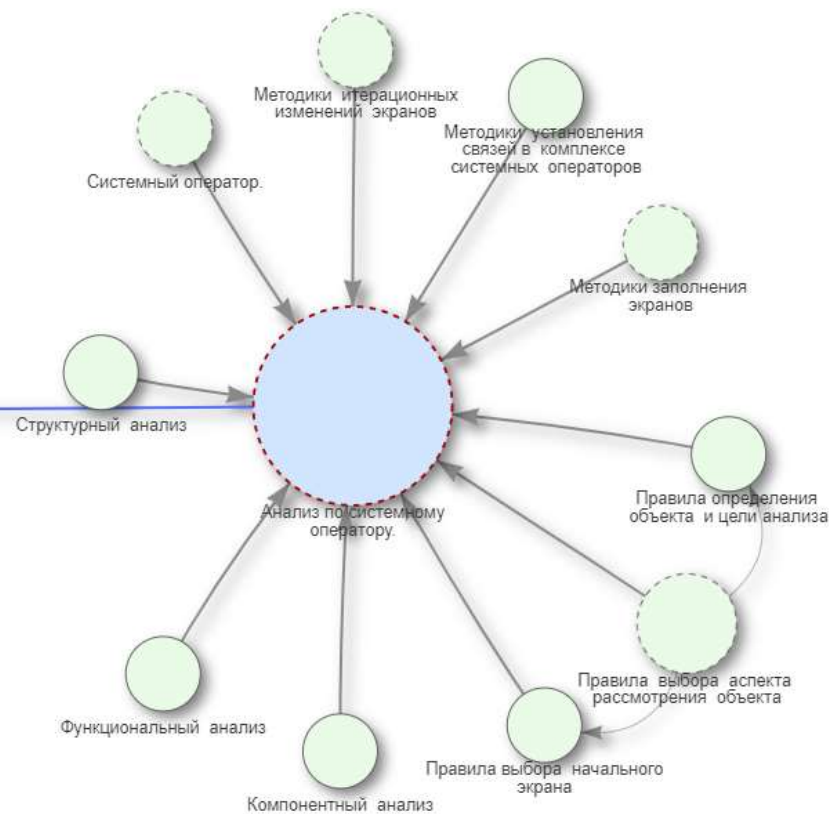 Методики итерационных
изменений экранов
Методики установления
связей в комплексе
системных операторов
Системный оператор.
Методики заполнения
экранов
Структурный анализ
Правила определения
объекта и цели анализа
Анализ по системному
оператору.
Правила выбора аспекта
рассмотрения объекта
Функциональный анализ
Правила выбора начального
экрана
Компонентный анализ